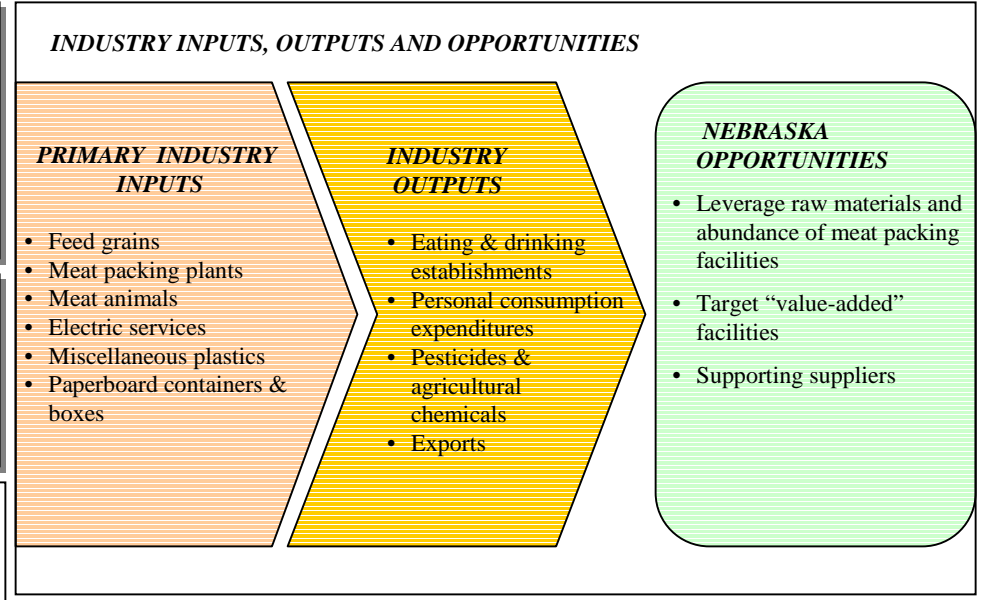 INDUSTRY INPUTS, OUTPUTS AND OPPORTUNITIES
PRIMARY INDUSTRY
INPUTS
• Feed grains
• Meat packing plants
• Meat animals
• Electric services
• Miscellaneous plastics
• Paperboard containers &
boxes
INDUSTRY
OUTPUTS
• Eating & drinking
establishments
• Personal consumption
expenditures
• Pesticides &
agricultural
chemicals
• Exports
NEBRASKA
OPPORTUNITIES
• Leverage raw materials and
abundance of meat packing
facilities
• Target “value-added”
facilities
• Supporting suppliers